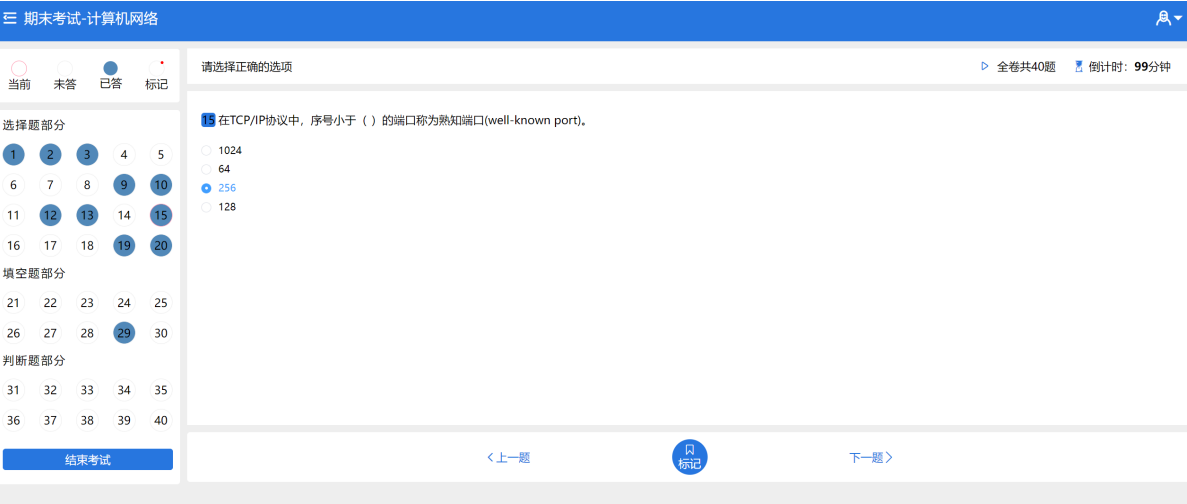 期末考试-计算机网络
当前 未答 已答 标记
选择题部分
1 2 3 4 5
6 7 8 9 10
11 12 13 14 15
16 17 18 19 20
填空题部分
21 22 23 24 25
26 27 28 29 30
判断题部分
31 32 33 34 35
36 37 38 39 40
结束考试
请选择正确的选项
全卷共40题 倒计时：99分钟
15 在TCP/IP协议中，序号小于（ ）的端口称为熟知端口(well-known port)。
1024
64
256
128
上一题
标记
下一题